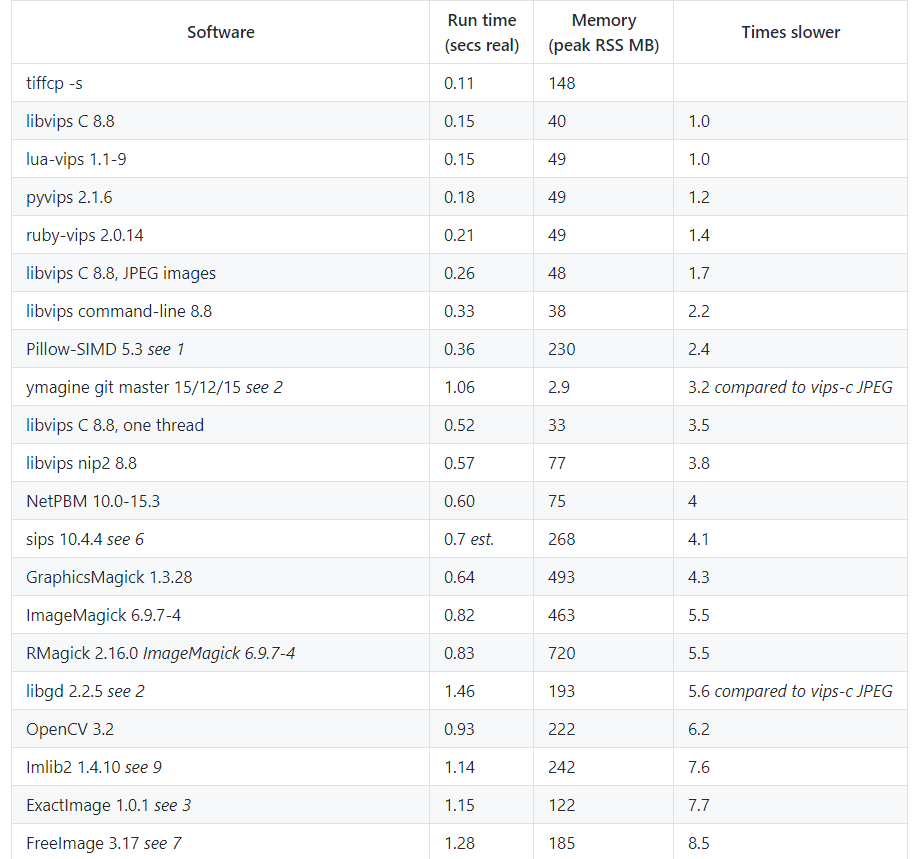 Software Run time (secs real) Memory (peak RSS MB) Times slower
tiffcp -s 0.11 148
libvips C 8.8 0.15 40 1.0
lua-vips 1.1-9 0.15 49 1.0
pyvips 2.1.6 0.18 49 1.2
ruby-vips 2.0.14 0.21 49 1.4
libvips C 8.8, JPEG images 0.26 48 1.7
libvips command-line 8.8 0.33 38 2.2
Pillow-SIMD 5.3 see 1 0.36 230 2.4
ymagine git master 15/12/15 see 2 1.06 2.9 3.2 compared to vips-c JPEG
libvips C 8.8, one thread 0.52 33 3.5
libvips nip2 8.8 0.57 77 3.8
NetPBM 10.0-15.3 0.60 75 4
sips 10.4.4 see 6 0.7 est. 268 4.1
GraphicsMagick 1.3.28 0.64 493 4.3
ImageMagick 6.9.7-4 0.82 463 5.5
RMagick 2.16.0 ImageMagick 6.9.7-4 0.83 720 5.5
libgd 2.2.5 see 2 1.46 193 5.6 compared to vips-c JPEG
OpenCV 3.2 0.93 222 6.2
Imlib2 1.4.10 see 9 1.14 242 7.6
ExactImage 1.0.1 see 3 1.15 122 7.7
FreeImage 3.17 see 7 1.28 185 8.5